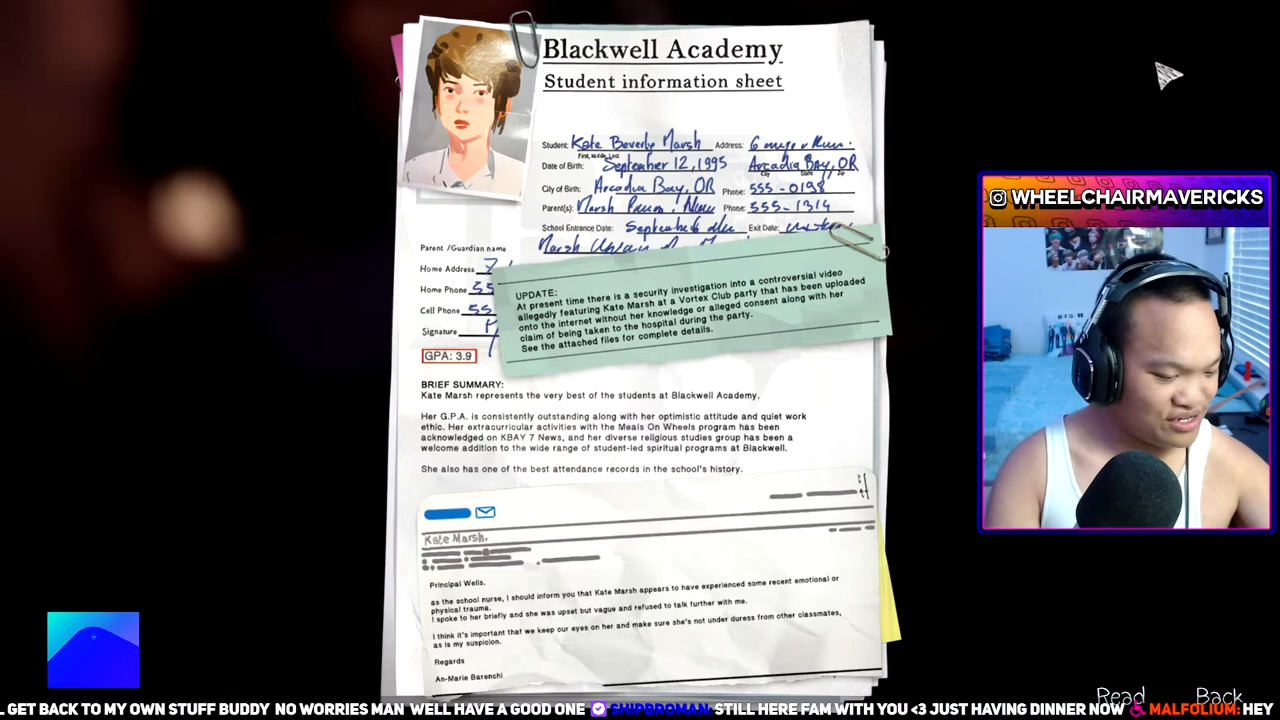 Blackwell Academy
Student information sheet
Student: Kate Beverly Marsh Address: 6
First, Middle, Last
Date of Birth: September 12, 1995 Arcadia Bay, OR
City State Zip
City of Birth: Arcadia Bay, OR Phone: 555-0198
Parent(s): Marsh Phone: 555-1314
School Entrance Date: September Exit Date:
Parent /Guardian name Marsh
Home Address 7
Home Phone 55
Cell Phone 55
Signature
GPA: 3.9
UPDATE:
At present time there is a security investigation into a controversial video
allegedly featuring Kate Marsh at a Vortex Club party that has been uploaded
onto the internet without her knowledge or alleged consent along with her
claim of being taken to the hospital during the party.
See the attached files for complete details.
BRIEF SUMMARY:
Kate Marsh represents the very best of the students at Blackwell Academy.
Her G.P.A. is consistently outstanding along with her optimistic attitude and quiet work
ethic. Her extracurricular activities with the Meals On Wheels program has been
acknowledged on KBAY 7 News, and her diverse religious studies group has been a
welcome addition to the wide range of student-led spiritual programs at Blackwell.
She also has one of the best attendance records in the school's history.
Kate Marsh.
Principal Wells.
as the school nurse, I should inform you that Kate Marsh appears to have experienced some recent emotional or
physical trauma.
I spoke to her briefly and she was upset but vague and refused to talk further with me.
I think it's important that we keep our eyes on her and make sure she's not under duress from other classmates,
as is my suspicion.
Regards
An-Marie Barenchi
WHEELCHAIRMAVERICKS
Read Back
GET BACK TO MY OWN STUFF BUDDY NO WORRIES MAN WELL HAVE A GOOD ONE SHIPBROMAN: STILL HERE FAM WITH YOU <3 JUST HAVING DINNER NOW MALFOLIUM: HEY